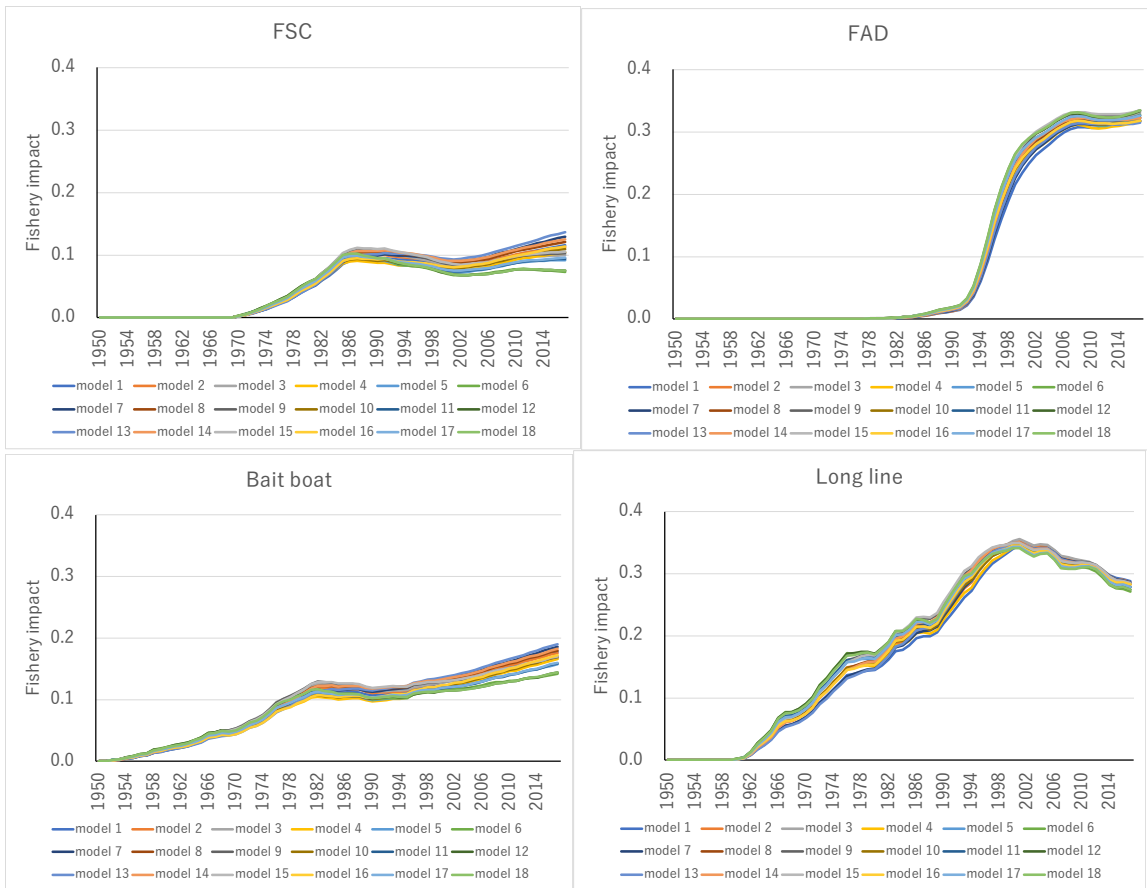 FSC
Fishery impact
0.4
0.3
0.2
0.1
0.0
1950 1954 1958 1962 1966 1970 1974 1978 1982 1986 1990 1994 1998 2002 2006 2010 2014
model 1 model 2 model 3 model 4 model 5 model 6
model 7 model 8 model 9 model 10 model 11 model 12
model 13 model 14 model 15 model 16 model 17 model 18
FAD
Fishery impact
0.4
0.3
0.2
0.1
0.0
1950 1954 1958 1962 1966 1970 1974 1978 1982 1986 1990 1994 1998 2002 2006 2010 2014
model 1 model 2 model 3 model 4 model 5 model 6
model 7 model 8 model 9 model 10 model 11 model 12
model 13 model 14 model 15 model 16 model 17 model 18
Bait boat
Fishery impact
0.4
0.3
0.2
0.1
0.0
1950 1954 1958 1962 1966 1970 1974 1978 1982 1986 1990 1994 1998 2002 2006 2010 2014
model 1 model 2 model 3 model 4 model 5 model 6
model 7 model 8 model 9 model 10 model 11 model 12
model 13 model 14 model 15 model 16 model 17 model 18
Long line
Fishery impact
0.4
0.3
0.2
0.1
0.0
1950 1954 1958 1962 1966 1970 1974 1978 1982 1986 1990 1994 1998 2002 2006 2010 2014
model 1 model 2 model 3 model 4 model 5 model 6
model 7 model 8 model 9 model 10 model 11 model 12
model 13 model 14 model 15 model 16 model 17 model 18